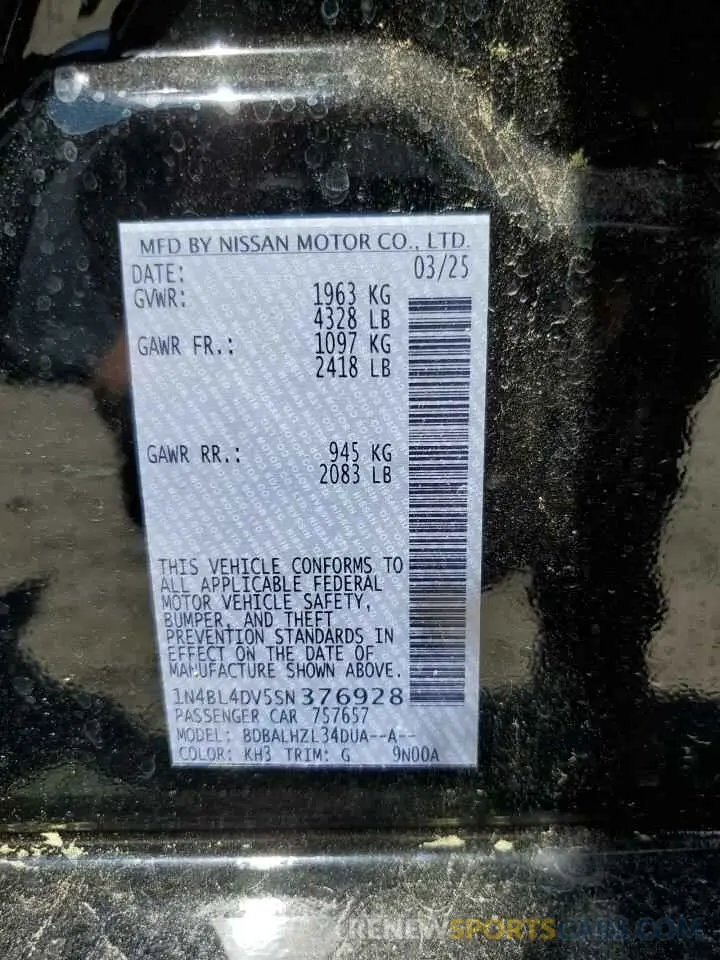 MFD BY NISSAN MOTOR CO., LTD.
DATE: 03/25
GVWR: 1963 KG
4328 LB
GAWR FR.: 1097 KG
2418 LB
GAWR RR.: 945 KG
2083 LB
THIS VEHICLE CONFORMS TO
ALL APPLICABLE FEDERAL
MOTOR VEHICLE SAFETY,
BUMPER, AND THEFT
PREVENTION STANDARDS IN
EFFECT ON THE DATE OF
MANUFACTURE SHOWN ABOVE.
1N4BL4DV5SN376928
PASSENGER CAR 757657
MODEL: BDBALHZL34DUA--A--
COLOR: KH3 TRIM: G 9N00A
RENEWSPORTSCARS.COM